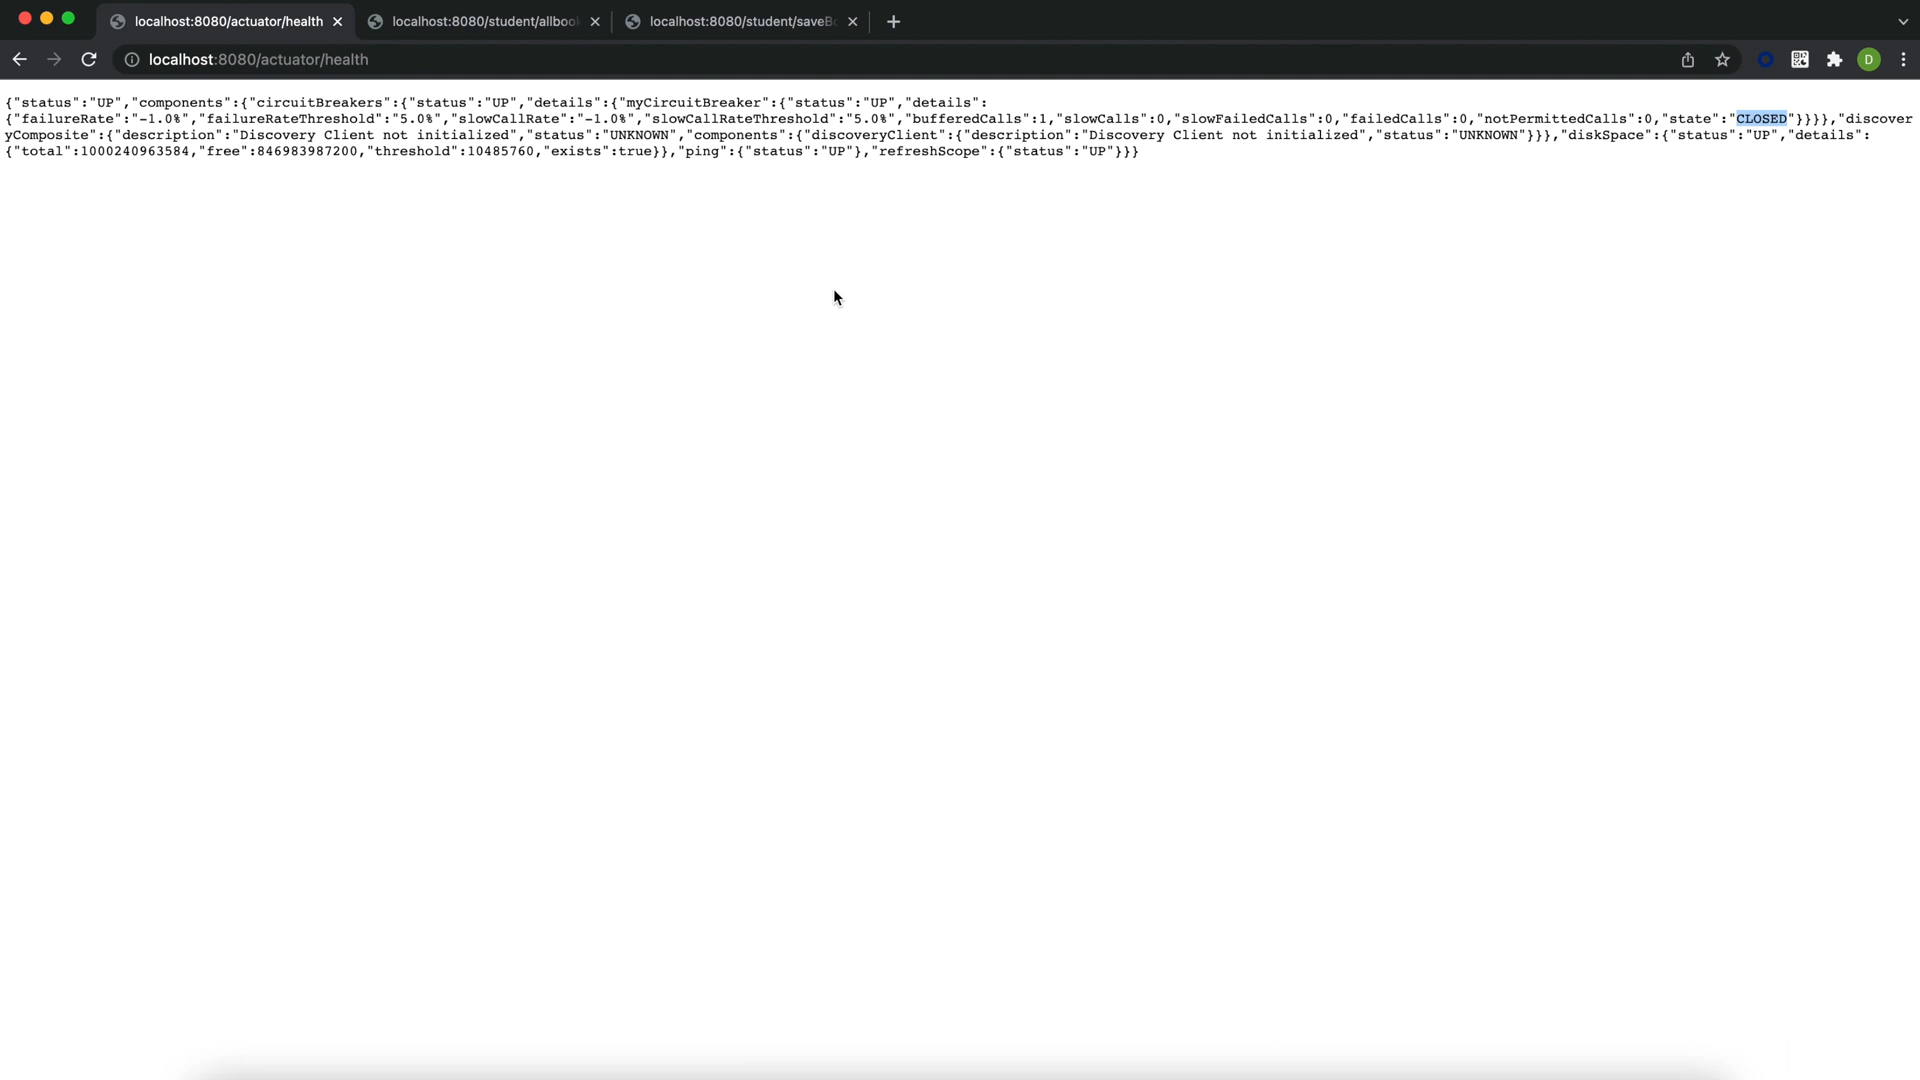 localhost:8080/actuator/health
localhost:8080/student/allbook
localhost:8080/student/saveBo
localhost:8080/actuator/health
D
{"status":"UP","components":{"circuitBreakers":{"status":"UP","details":{"myCircuitBreaker":{"status":"UP","details":
{"failureRate":"-1.0%","failureRateThreshold":"5.0%","slowCallRate":"-1.0%","slowCallRateThreshold":"5.0%","bufferedCalls":1,"slowCalls":0,"slowFailedCalls":0,"failedCalls":0,"notPermittedCalls":0,"state":"CLOSED"}}}},"discover
yComposite":{"description":"Discovery Client not initialized","status":"UNKNOWN","components":{"discoveryClient":{"description":"Discovery Client not initialized","status":"UNKNOWN"}}},"diskSpace":{"status":"UP","details":
{"total":1000240963584,"free":846983987200,"threshold":10485760,"exists":true}},"ping":{"status":"UP"},"refreshScope":{"status":"UP"}}}